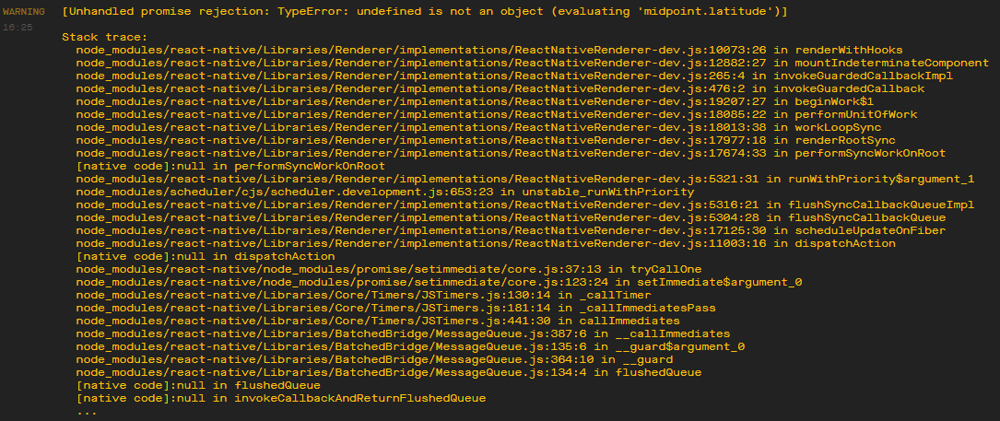 WARNING [Unhandled promise rejection: TypeError: undefined is not an object (evaluating 'midpoint.latitude')]
16:25
Stack trace:
node_modules/react-native/Libraries/Renderer/implementations/ReactNativeRenderer-dev.js:10073:26 in renderWithHooks
node_modules/react-native/Libraries/Renderer/implementations/ReactNativeRenderer-dev.js:12882:27 in mountIndeterminateComponent
node_modules/react-native/Libraries/Renderer/implementations/ReactNativeRenderer-dev.js:265:4 in invokeGuardedCallbackImpl
node_modules/react-native/Libraries/Renderer/implementations/ReactNativeRenderer-dev.js:476:2 in invokeGuardedCallback
node_modules/react-native/Libraries/Renderer/implementations/ReactNativeRenderer-dev.js:19207:27 in beginWork$1
node_modules/react-native/Libraries/Renderer/implementations/ReactNativeRenderer-dev.js:18085:22 in performUnitOfWork
node_modules/react-native/Libraries/Renderer/implementations/ReactNativeRenderer-dev.js:18013:38 in workLoopSync
node_modules/react-native/Libraries/Renderer/implementations/ReactNativeRenderer-dev.js:17977:18 in renderRootSync
node_modules/react-native/Libraries/Renderer/implementations/ReactNativeRenderer-dev.js:17674:33 in performSyncWorkOnRoot
[native code]:null in performSyncWorkOnRoot
node_modules/react-native/Libraries/Renderer/implementations/ReactNativeRenderer-dev.js:5321:31 in runWithPriority$argument_1
node_modules/scheduler/cjs/scheduler.development.js:653:23 in unstable_runWithPriority
node_modules/react-native/Libraries/Renderer/implementations/ReactNativeRenderer-dev.js:5316:21 in flushSyncCallbackQueueImpl
node_modules/react-native/Libraries/Renderer/implementations/ReactNativeRenderer-dev.js:5304:28 in flushSyncCallbackQueue
node_modules/react-native/Libraries/Renderer/implementations/ReactNativeRenderer-dev.js:17125:30 in scheduleUpdateOnFiber
node_modules/react-native/Libraries/Renderer/implementations/ReactNativeRenderer-dev.js:11003:16 in dispatchAction
[native code]:null in dispatchAction
node_modules/react-native/node_modules/promise/setimmediate/core.js:37:13 in tryCallOne
node_modules/react-native/node_modules/promise/setimmediate/core.js:123:24 in setImmediate$argument_0
node_modules/react-native/Libraries/Core/Timers/JSTimers.js:130:14 in _callTimer
node_modules/react-native/Libraries/Core/Timers/JSTimers.js:181:14 in _callImmediatesPass
node_modules/react-native/Libraries/Core/Timers/JSTimers.js:441:30 in callImmediates
node_modules/react-native/Libraries/BatchedBridge/MessageQueue.js:387:6 in __callImmediates
node_modules/react-native/Libraries/BatchedBridge/MessageQueue.js:135:6 in __guard$argument_0
node_modules/react-native/Libraries/BatchedBridge/MessageQueue.js:364:10 in __guard
node_modules/react-native/Libraries/BatchedBridge/MessageQueue.js:134:4 in flushedQueue
[native code]:null in flushedQueue
[native code]:null in invokeCallbackAndReturnFlushedQueue
...